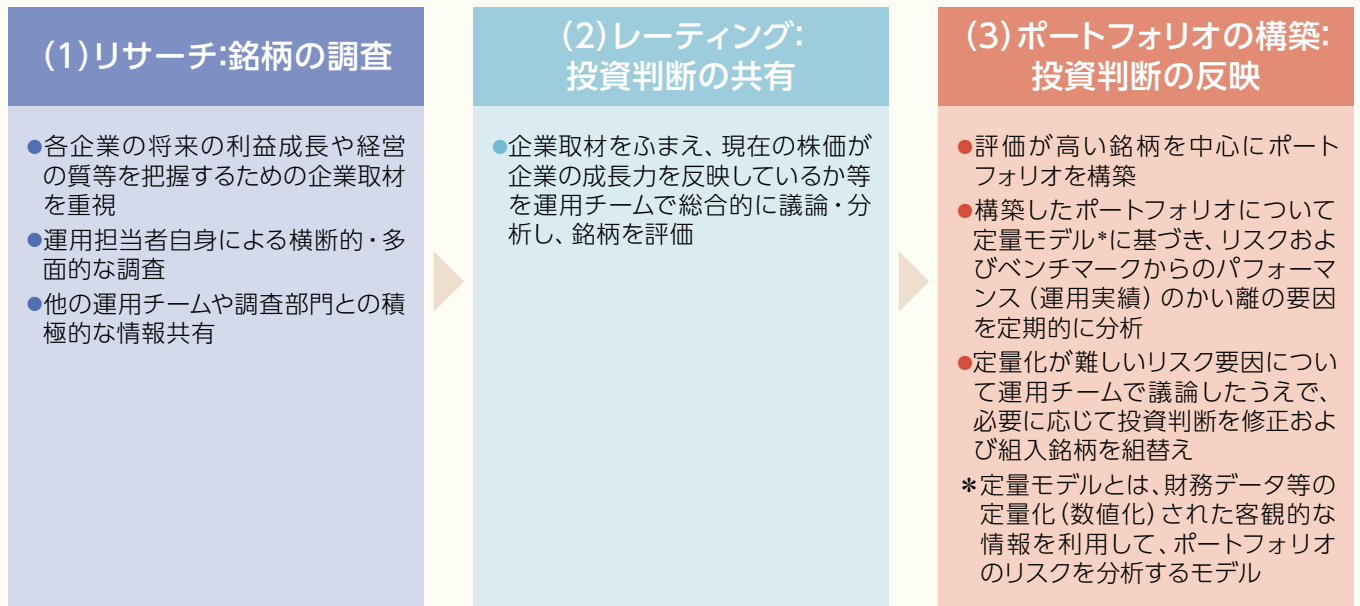 (1)リサーチ:銘柄の調査
●各企業の将来の利益成長や経営
の質等を把握するための企業取材
を重視
●運用担当者自身による横断的・多
面的な調査
●他の運用チームや調査部門との積
極的な情報共有
(2)レーティング:
投資判断の共有
●企業取材をふまえ、現在の株価が
企業の成長力を反映しているか等
を運用チームで総合的に議論・分
析し、銘柄を評価
(3)ポートフォリオの構築:
投資判断の反映
●評価が高い銘柄を中心にポート
フォリオを構築
●構築したポートフォリオについて
定量モデル*に基づき、リスクおよ
びベンチマークからのパフォーマ
ンス(運用実績)のかい離の要因
を定期的に分析
●定量化が難しいリスク要因につい
て運用チームで議論したうえで、
必要に応じて投資判断を修正およ
び組入銘柄を組替え
*定量モデルとは、財務データ等の
定量化(数値化)された客観的な
情報を利用して、ポートフォリオ
のリスクを分析するモデル